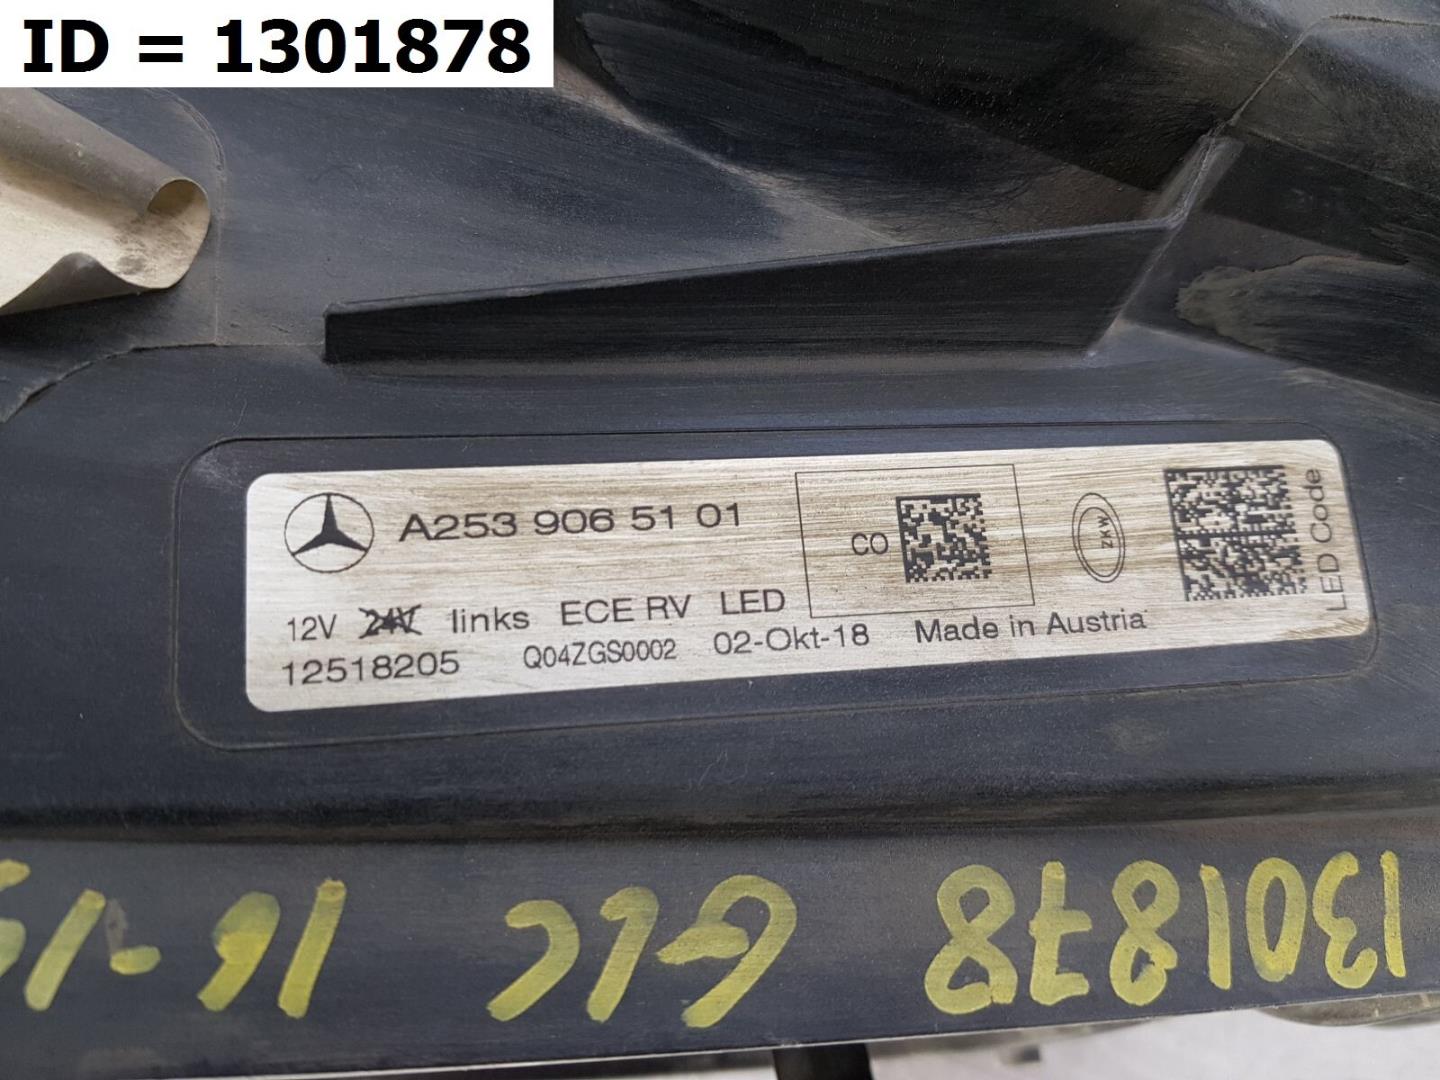 ID = 1301878
A253 906 51 01
CO
ZKW
LED Code
12V 24V links ECE RV LED
12518205 Q04ZGS0002 02-Okt-18 Made in Austria
1301878 GLC 16-19